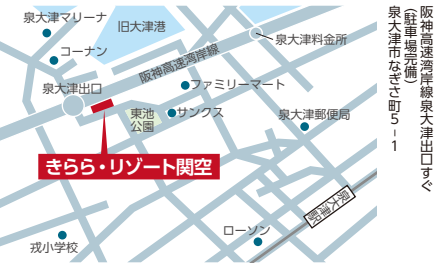 阪神高速湾岸線泉大津出口すぐ
(駐車場完備)
泉大津市なぎさ町5-1
泉大津マリーナ
旧大津港
コーナン
泉大津料金所
阪神高速湾岸線
泉大津出口
ファミリーマート
東池
公園
サンクス
泉大津郵便局
きらら・リゾート関空
泉大津駅
ローソン
戎小学校